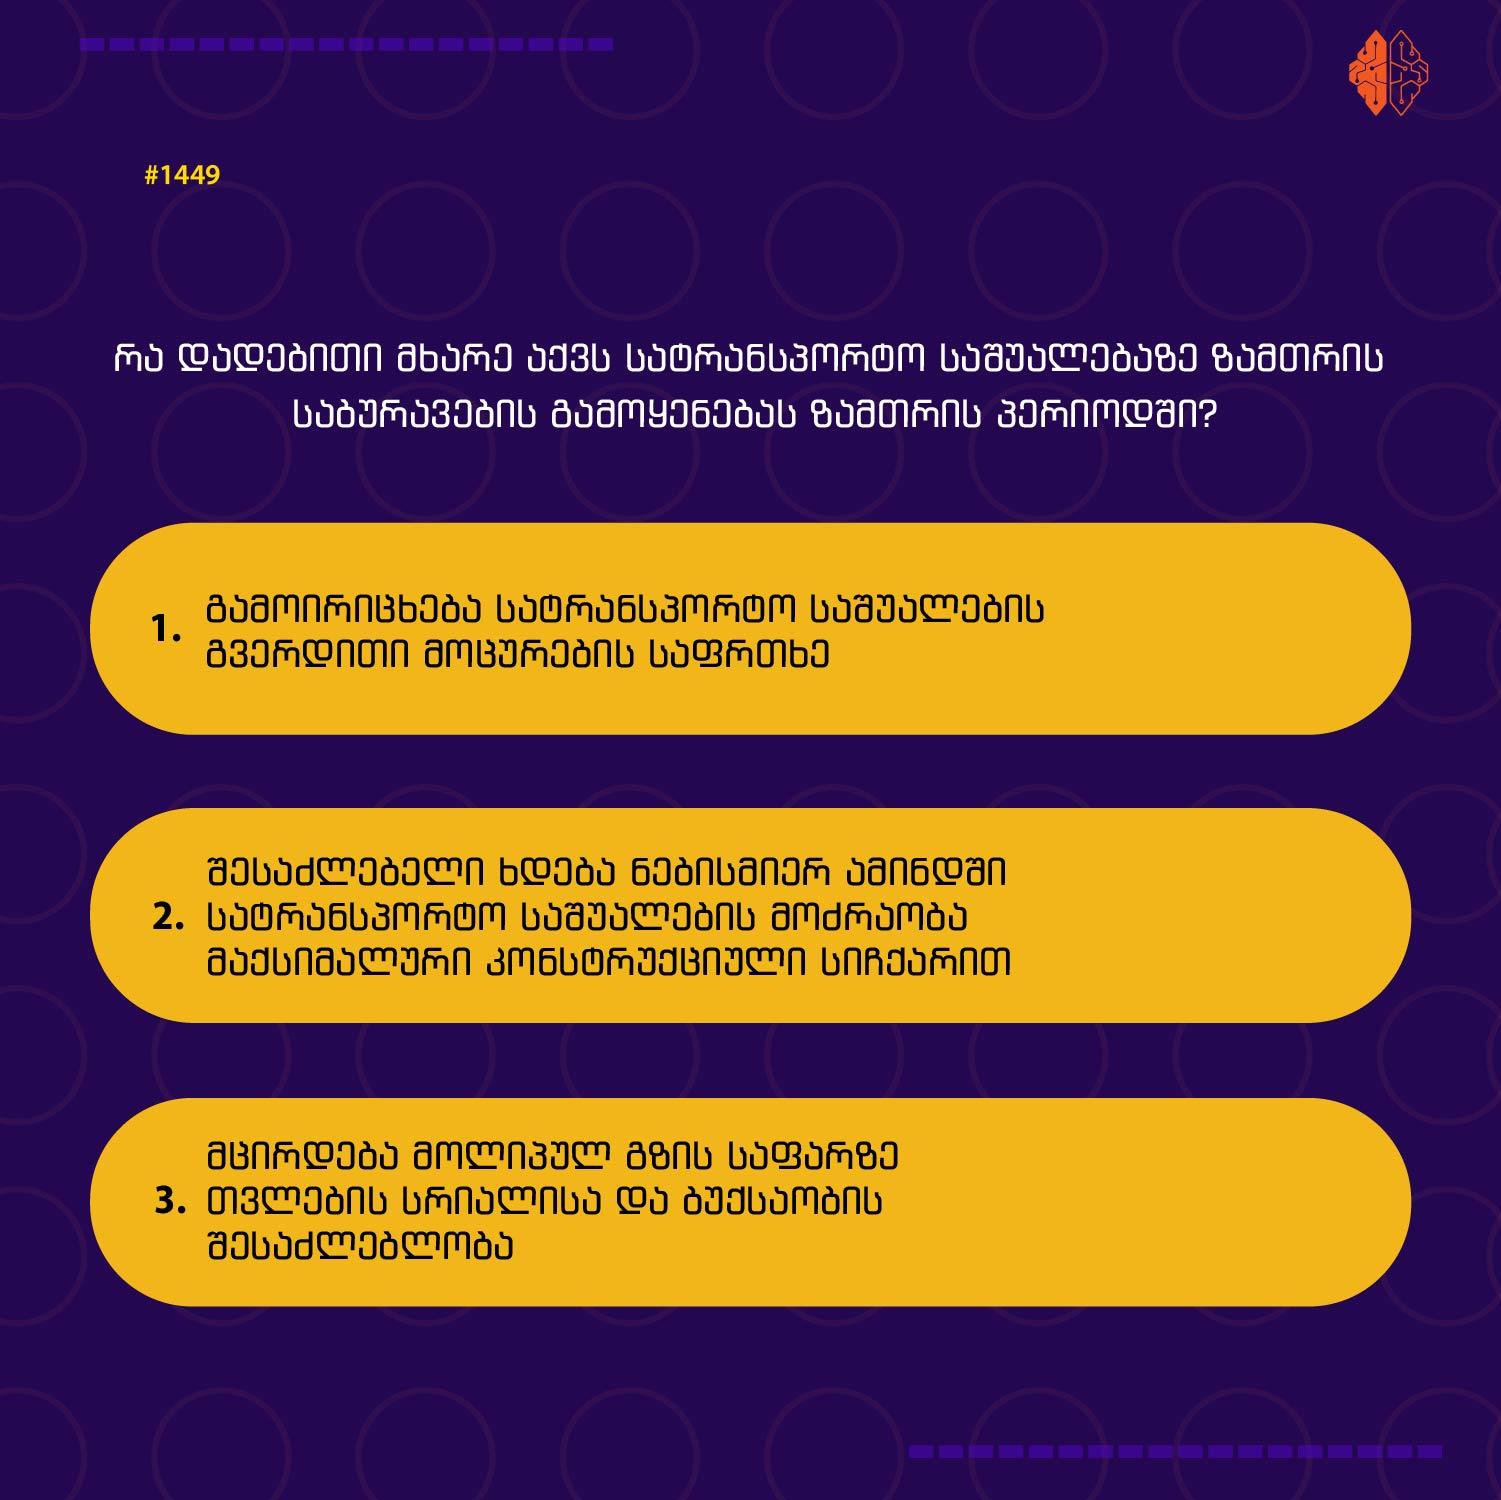 #1449
რა დადებითი მხარე აქვს სატრანსპორტო საშუალებაზე ზამთრის
საბურავების გამოყენებას ზამთრის პერიოდში?
1. გამოირიცხება სატრანსპორტო საშუალების
გვერდითი მოცურების საფრთხე
შესაძლებელი ხდება ნებისმიერ ამინდში
2. სატრანსპორტო საშუალების მოძრაობა
მაქსიმალური კონსტრუქციული სიჩქარით
მცირდება მოლიპულ გზის საფარზე
3. თვლების სრიალისა და ბუქსაობის
შესაძლებლობა